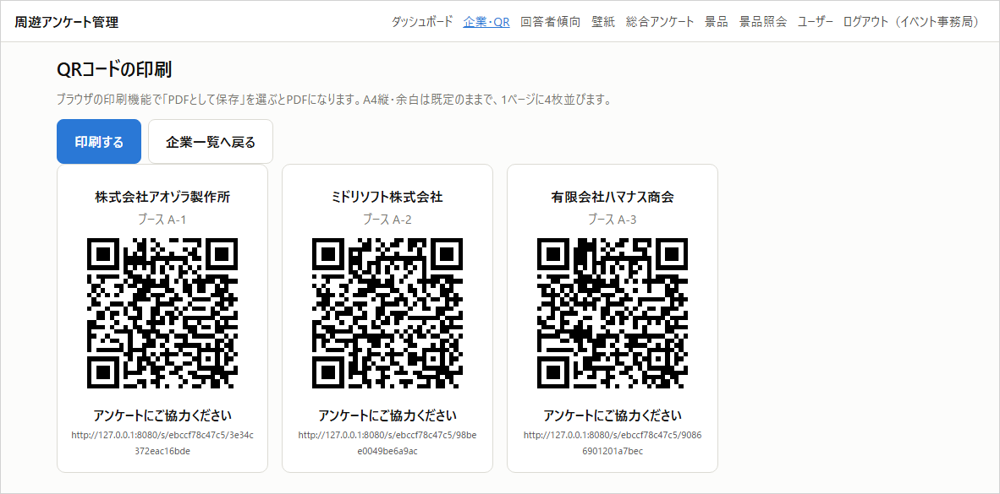 周遊アンケート管理
ダッシュボード 企業・QR 回答者傾向 壁紙 総合アンケート 景品 景品照会 ユーザー ログアウト（イベント事務局）
QRコードの印刷
ブラウザの印刷機能で「PDFとして保存」を選ぶとPDFになります。A4縦・余白は既定のままで、1ページに4枚並びます。
印刷する 企業一覧へ戻る
株式会社アオゾラ製作所
ブース A-1
アンケートにご協力ください
http://127.0.0.1:8080/s/ebccf78c47c5/3e34c
372eac16bde
ミドリソフト株式会社
ブース A-2
アンケートにご協力ください
http://127.0.0.1:8080/s/ebccf78c47c5/98be
e0049be6a9ac
有限会社ハマナス商会
ブース A-3
アンケートにご協力ください
http://127.0.0.1:8080/s/ebccf78c47c5/9086
6901201a7bec